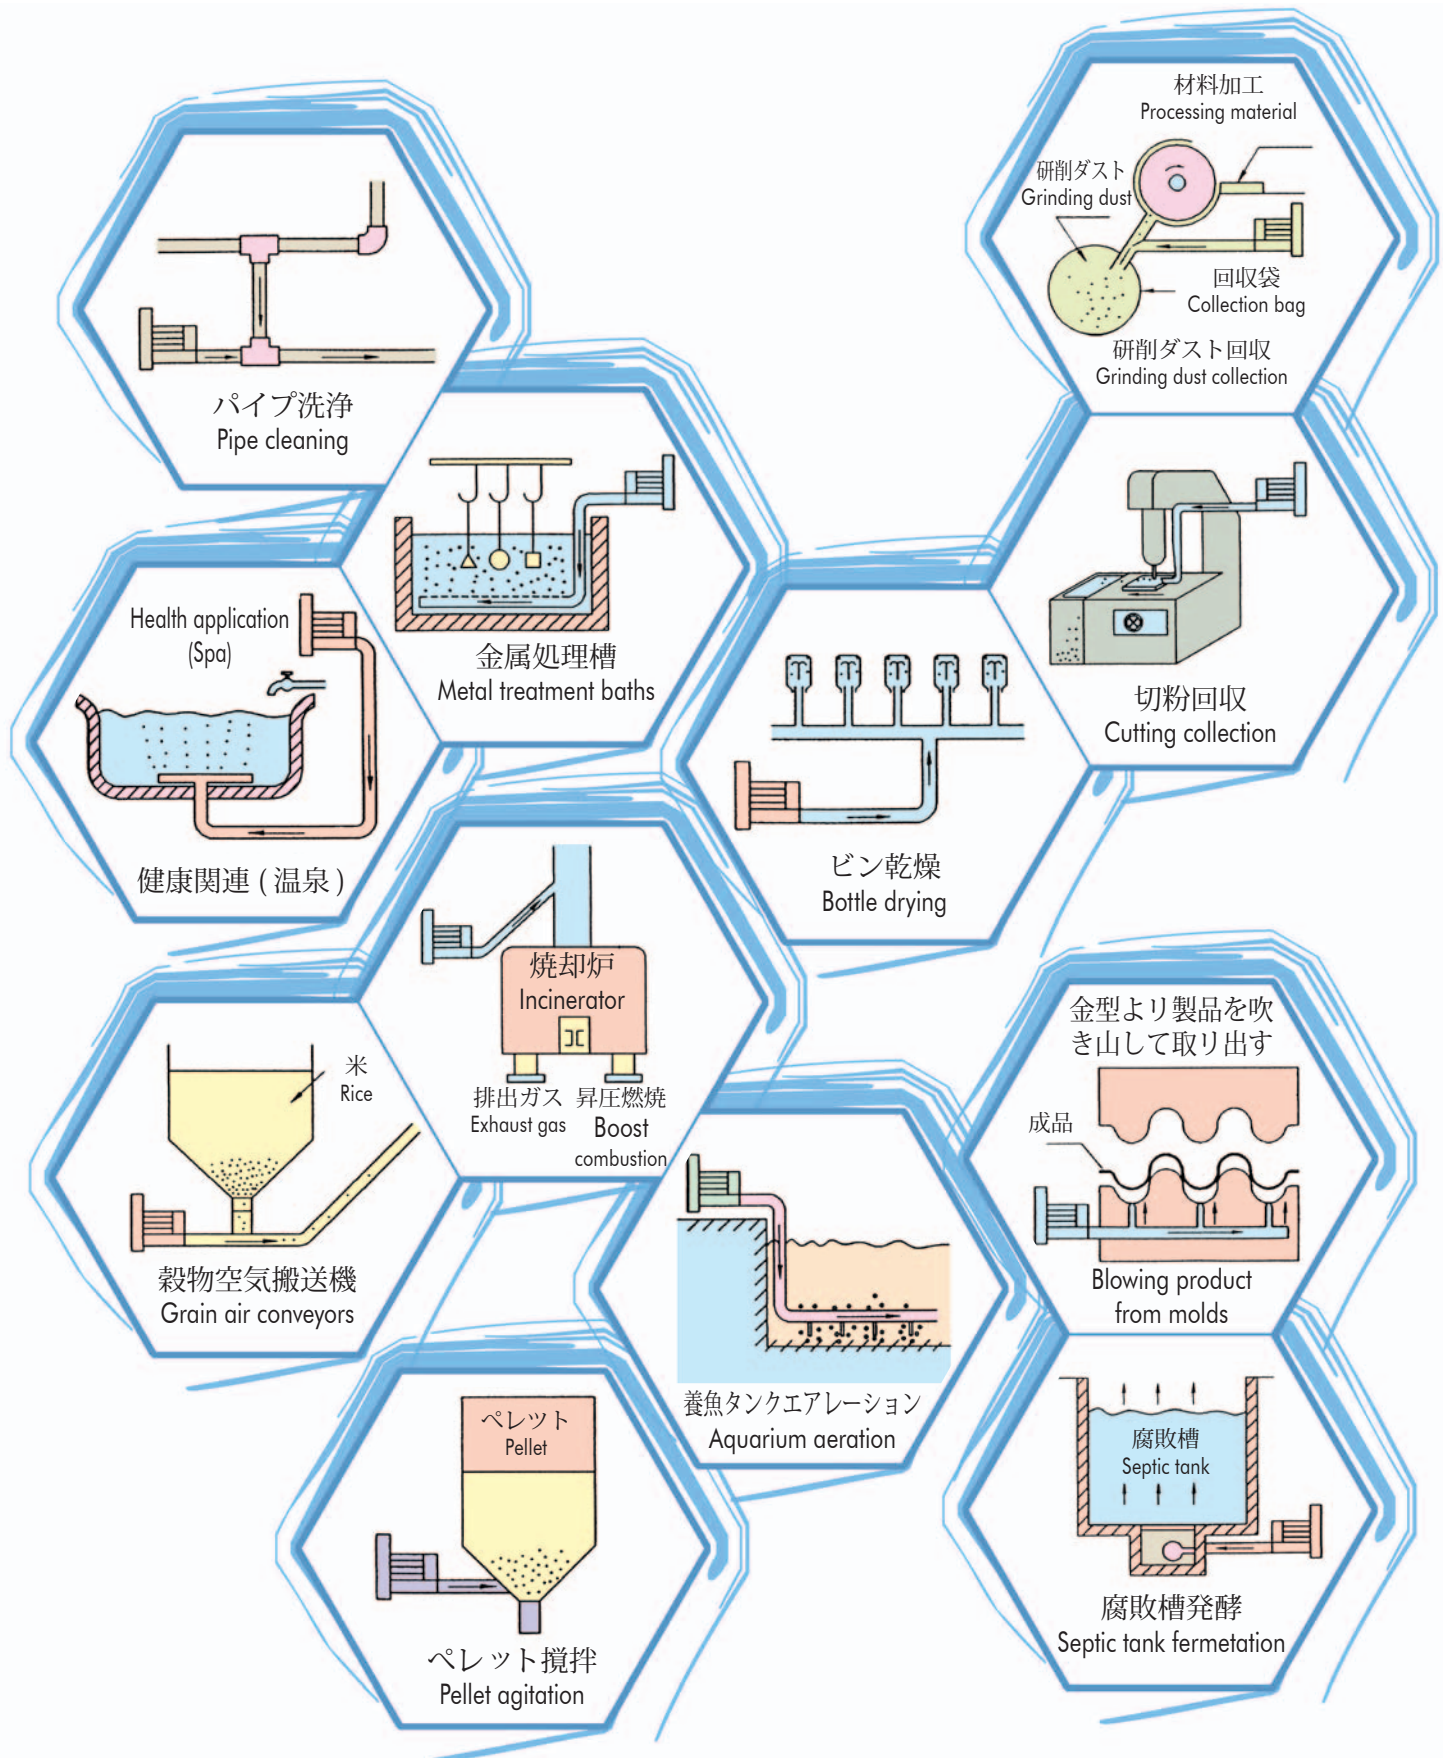 材料加工
Processing material
研削ダスト
Grinding dust
回収袋
Collection bag
研削ダスト回収
Grinding dust collection
パイプ洗浄
Pipe cleaning
金属処理槽
Metal treatment baths
切粉回収
Cutting collection
Health application
(Spa)
健康関連 ( 温泉 )
ビン乾燥
Bottle drying
焼却炉
Incinerator
排出ガス
Exhaust gas
昇圧燃焼
Boost
combustion
米
Rice
穀物空気搬送機
Grain air conveyors
金型よリ製品を吹
き山して取リ出す
成品
Blowing product
from molds
養魚タンクエアレーション
Aquarium aeration
ペレツト
Pellet
ペレット攪拌
Pellet agitation
腐敗槽
Septic tank
腐敗槽発酵
Septic tank fermetation